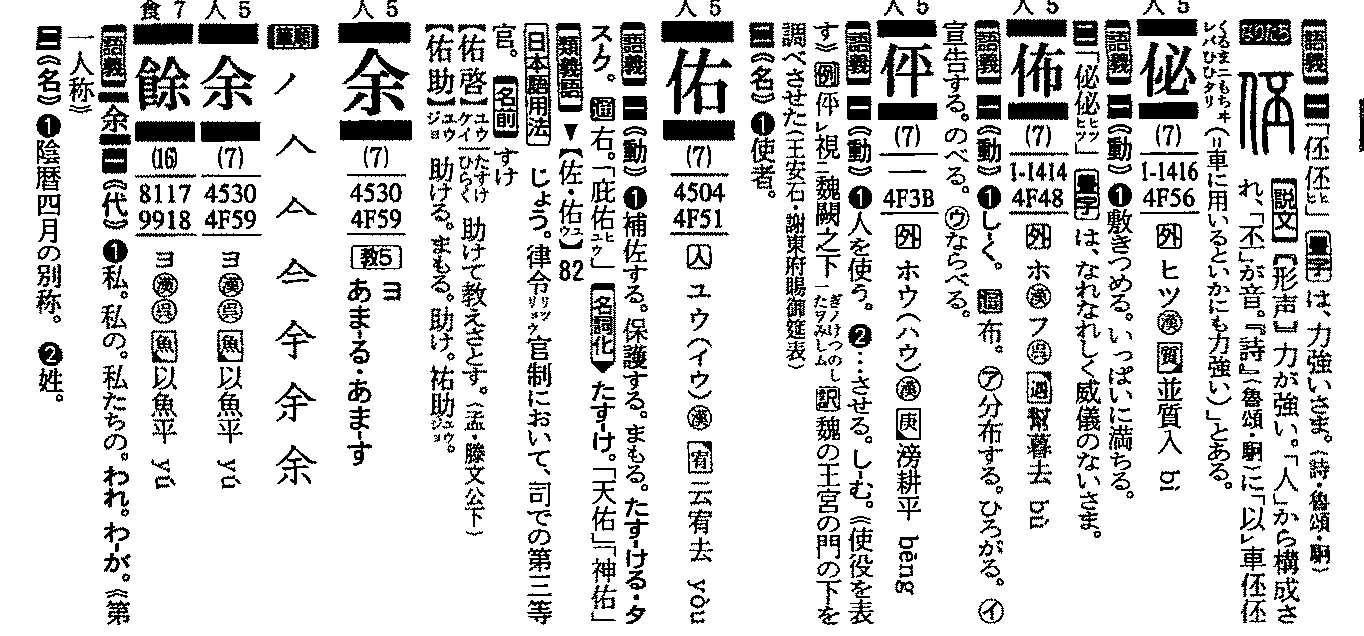 語義 一「伾伾ヒヒ」畳字 は、力強いさま。《詩・魯頌・駉》
なりたち 説文 【形声】力が強い。「人」から構成さ
れ、「不」が音。『詩』《魯頌・駉》に「以レ車伾伾
くるまニもちヰレバひひタリ(リ車に用いるといかにも力強い)」とある。
人5
佖
(7)
1-1416
4F56
外 ヒツ漢 質 並質入 bì
語義 一《動》❶敷きつめる。いっぱいに満ちる。
二「佖佖ヒツヒツ」畳字 は、なれなれしく威儀のないさま。
人5
佈
(7)
1-1414
4F48
外 ホ漢 フ呉 遇 幫暮去 bù
語義 一《動》❶し-く。通 布。㋐分布する。ひろがる。㋑
宣告する。のべる。㋒ならべる。
人5
伻
(7)
—
4F3B
外 ホウ(ハウ)漢 庚 滂耕平 bēng
語義 一《動》❶人を使う。❷…させる。し-む。《使役を表
す》例 伻レ視二魏闕之下一 ぎノけつのしたヲみしム 訳 魏の王宮の門の下を
調べさせた(王安石・謝東府賜御筵表)
二《名》❶使者。
人5
佑
(7)
4504
4F51
人 ユウ(イウ)漢 宥 云宥去 yòu
語義 一《動》❶補佐する。保護する。まもる。たす-ける・タ
スク。通 右。「庇佑ヒユウ」名詞化▶たす-け。「天佑」「神佑」
類義語 ▼【佐・佑ユウ】82
日本語用法 じょう。律令リツリョウ官制において、司での第三等
官。 名前 すけ
【佑啓】ユウケイ たすけひらく 助けて教えさとす。(孟・滕文公下)
【佑助】ユウジョ 助ける。まもる。助け。祐助ユウジョ。
人5
余
(7)
4530
4F59
教5 ヨ
あま-る・あま-す
筆順
人5
余
(7)
4530
4F59
ヨ漢呉 魚 以魚平 yú
食7
餘
(16)
8117
9918
ヨ漢呉 魚 以魚平 yú
語義 一余一《代》❶私。私の。私たちの。われ。わ-が。《第
一人称》
二《名》❶陰暦四月の別称。❷姓。